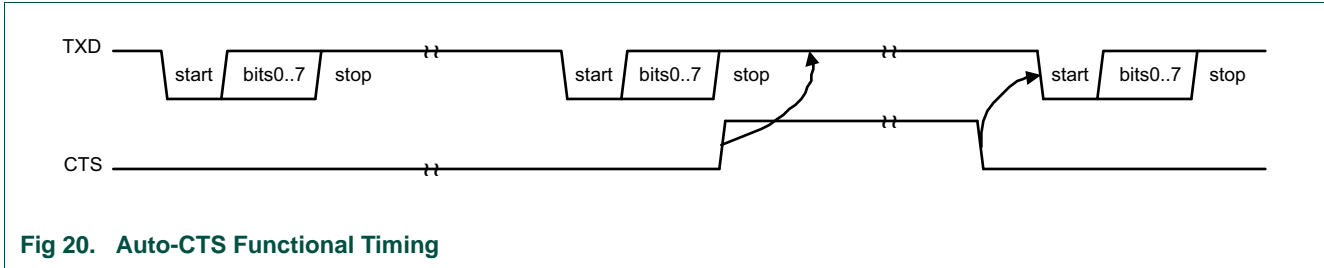 TXD
start bits0..7 stop start bits0..7 stop start bits0..7 stop
CTS
Fig 20. Auto-CTS Functional Timing